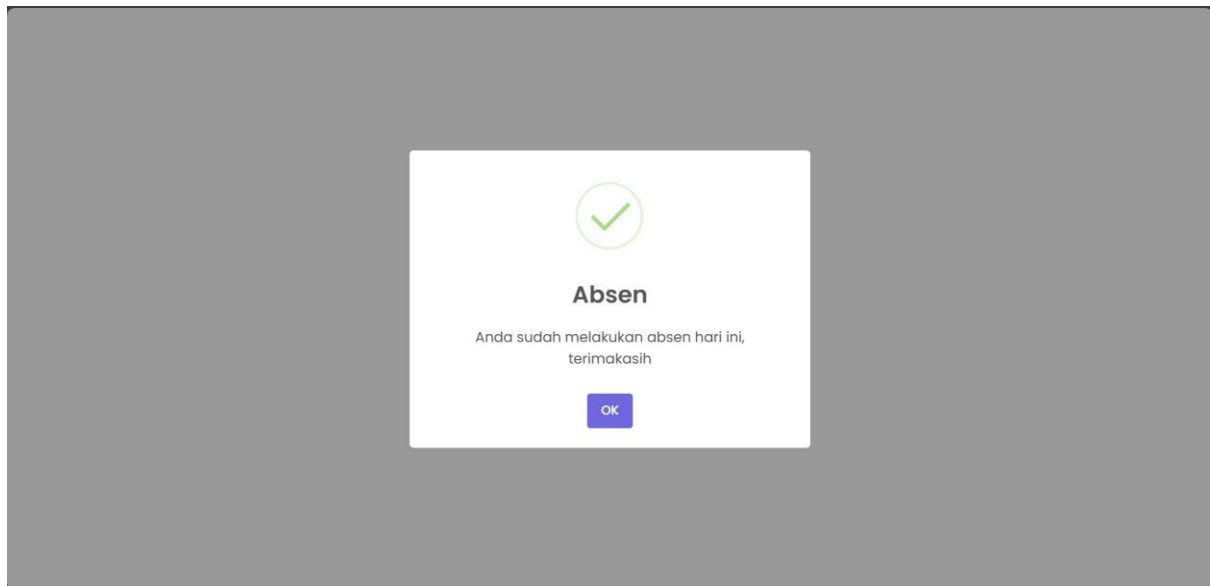 Absen
Anda sudah melakukan absen hari ini,
terimakasih
OK